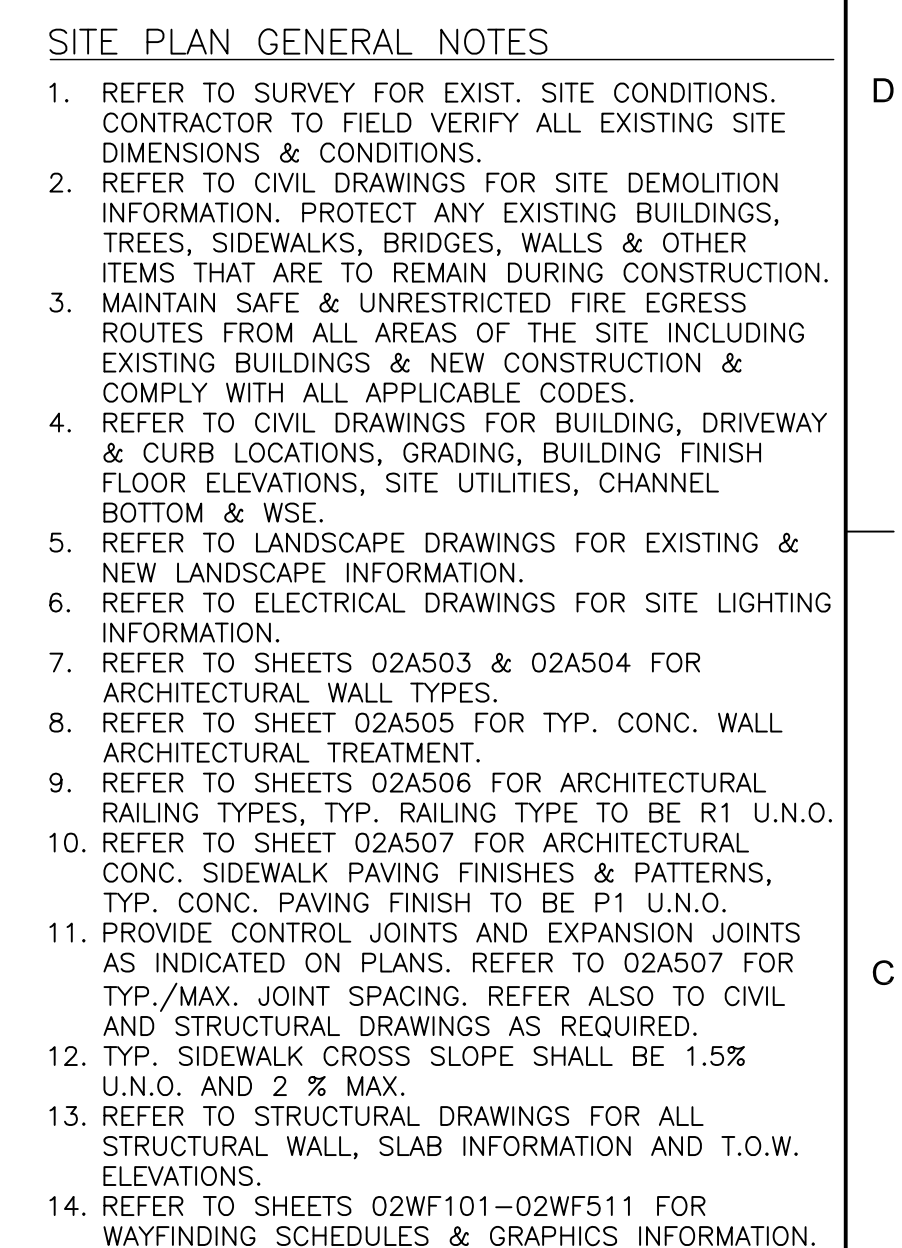 SITE PLAN GENERAL NOTES
D
1. REFER TO SURVEY FOR EXIST. SITE CONDITIONS.
CONTRACTOR TO FIELD VERIFY ALL EXISTING SITE
DIMENSIONS & CONDITIONS.
2. REFER TO CIVIL DRAWINGS FOR SITE DEMOLITION
INFORMATION. PROTECT ANY EXISTING BUILDINGS,
TREES, SIDEWALKS, BRIDGES, WALLS & OTHER
ITEMS THAT ARE TO REMAIN DURING CONSTRUCTION.
3. MAINTAIN SAFE & UNRESTRICTED FIRE EGRESS
ROUTES FROM ALL AREAS OF THE SITE INCLUDING
EXISTING BUILDINGS & NEW CONSTRUCTION &
COMPLY WITH ALL APPLICABLE CODES.
4. REFER TO CIVIL DRAWINGS FOR BUILDING, DRIVEWAY
& CURB LOCATIONS, GRADING, BUILDING FINISH
FLOOR ELEVATIONS, SITE UTILITIES, CHANNEL
BOTTOM & WSE.
5. REFER TO LANDSCAPE DRAWINGS FOR EXISTING &
NEW LANDSCAPE INFORMATION.
6. REFER TO ELECTRICAL DRAWINGS FOR SITE LIGHTING
INFORMATION.
7. REFER TO SHEETS 02A503 & 02A504 FOR
ARCHITECTURAL WALL TYPES.
8. REFER TO SHEET 02A505 FOR TYP. CONC. WALL
ARCHITECTURAL TREATMENT.
9. REFER TO SHEETS 02A506 FOR ARCHITECTURAL
RAILING TYPES, TYP. RAILING TYPE TO BE R1 U.N.O.
10. REFER TO SHEET 02A507 FOR ARCHITECTURAL
CONC. SIDEWALK PAVING FINISHES & PATTERNS,
TYP. CONC. PAVING FINISH TO BE P1 U.N.O.
11. PROVIDE CONTROL JOINTS AND EXPANSION JOINTS
AS INDICATED ON PLANS. REFER TO 02A507 FOR
C
TYP./MAX. JOINT SPACING. REFER ALSO TO CIVIL
AND STRUCTURAL DRAWINGS AS REQUIRED.
12. TYP. SIDEWALK CROSS SLOPE SHALL BE 1.5%
U.N.O. AND 2 % MAX.
13. REFER TO STRUCTURAL DRAWINGS FOR ALL
STRUCTURAL WALL, SLAB INFORMATION AND T.O.W.
ELEVATIONS.
14. REFER TO SHEETS 02WF101-02WF511 FOR
WAYFINDING SCHEDULES & GRAPHICS INFORMATION.